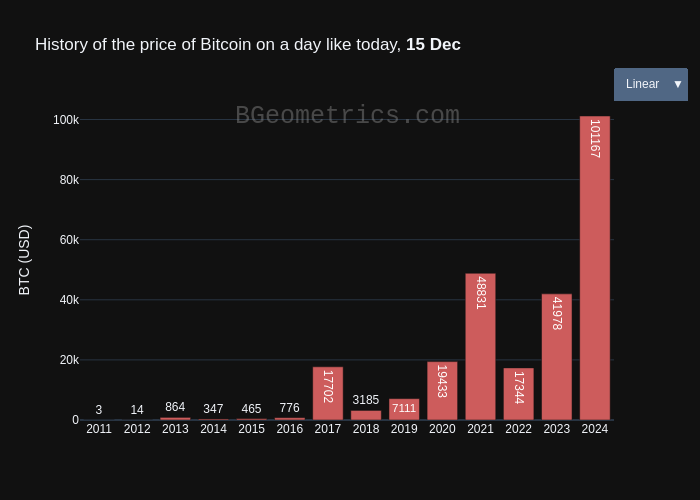 History of the price of Bitcoin on a day like today, 15 Dec
Linear ▼
BGeometrics.com
BTC (USD)
100k
80k
60k
40k
20k
0
3
14
864
347
465
776
17702
3185
7111
19433
48831
17344
41978
101167
2011 2012 2013 2014 2015 2016 2017 2018 2019 2020 2021 2022 2023 2024